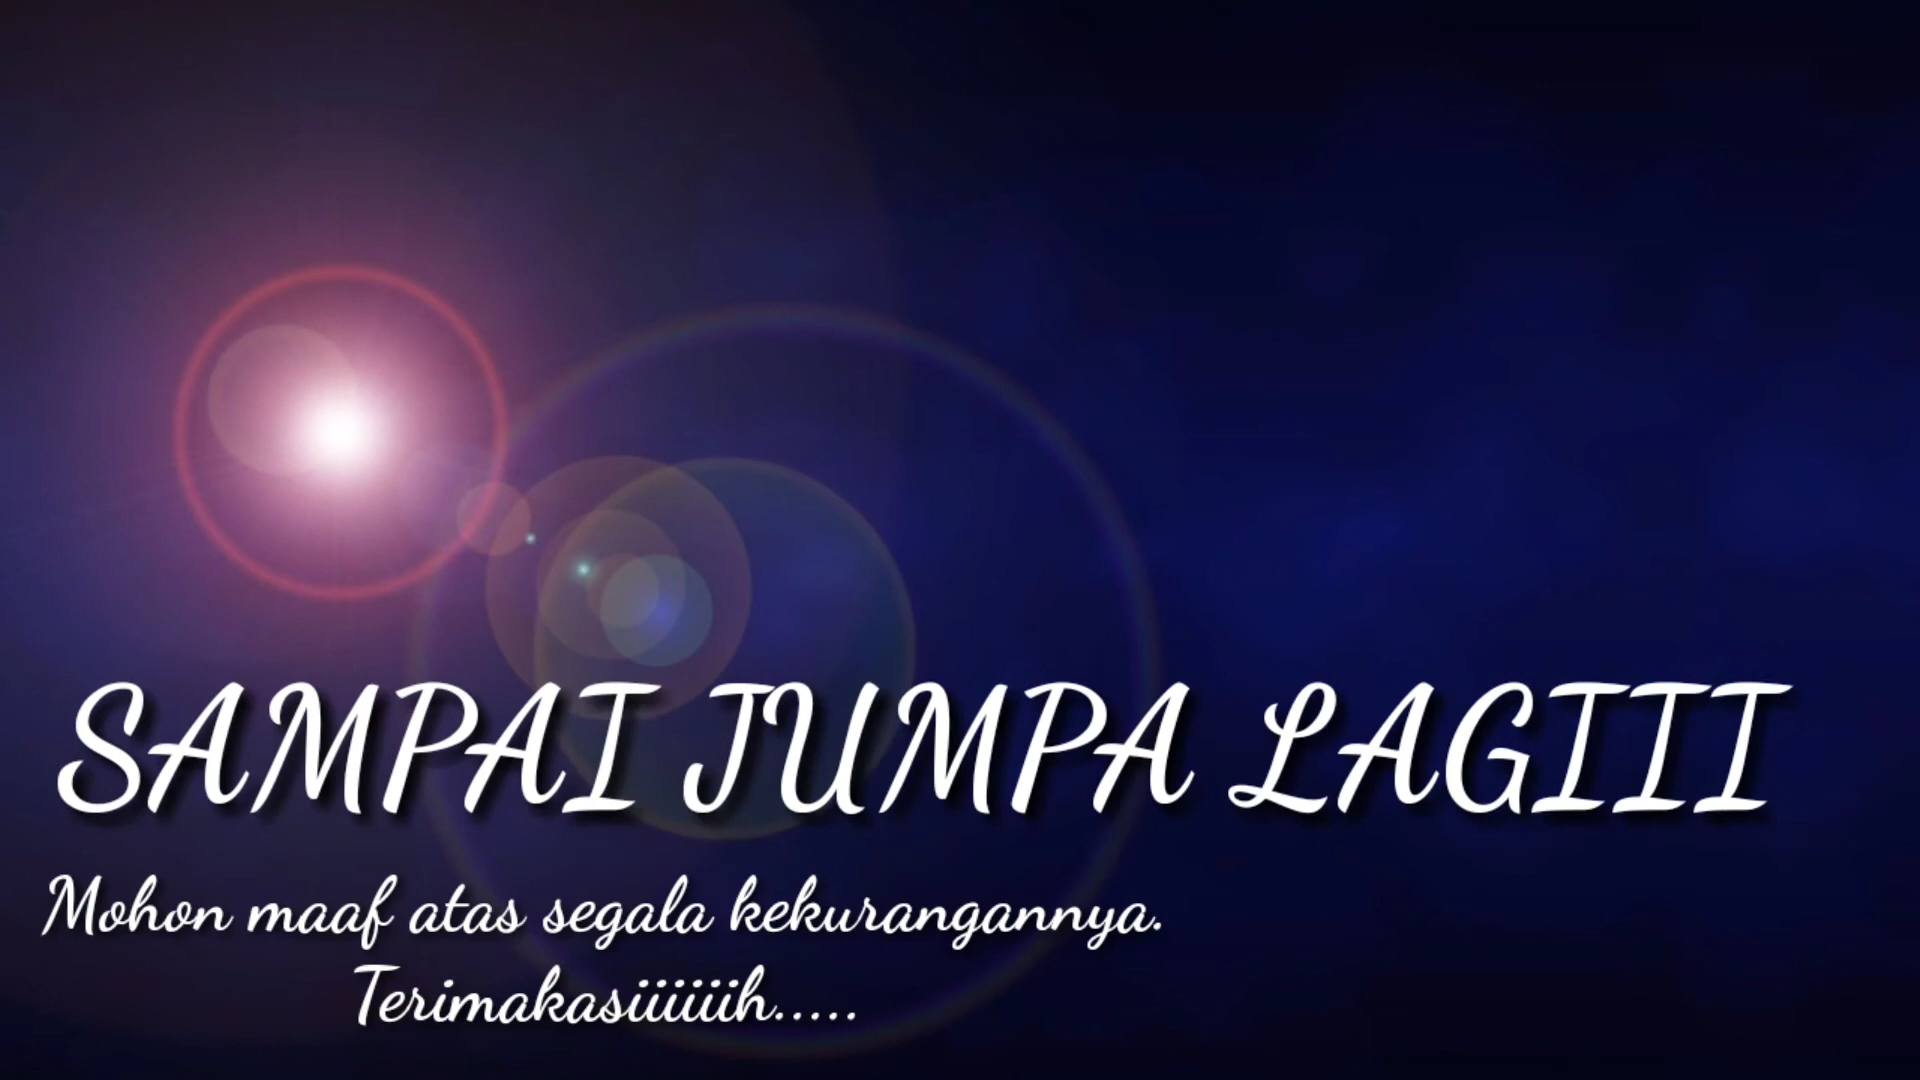 SAMPAI JUMPA LAGIII
Mohon maaf atas segala kekurangannya.
Terimakasiiiiiih.....